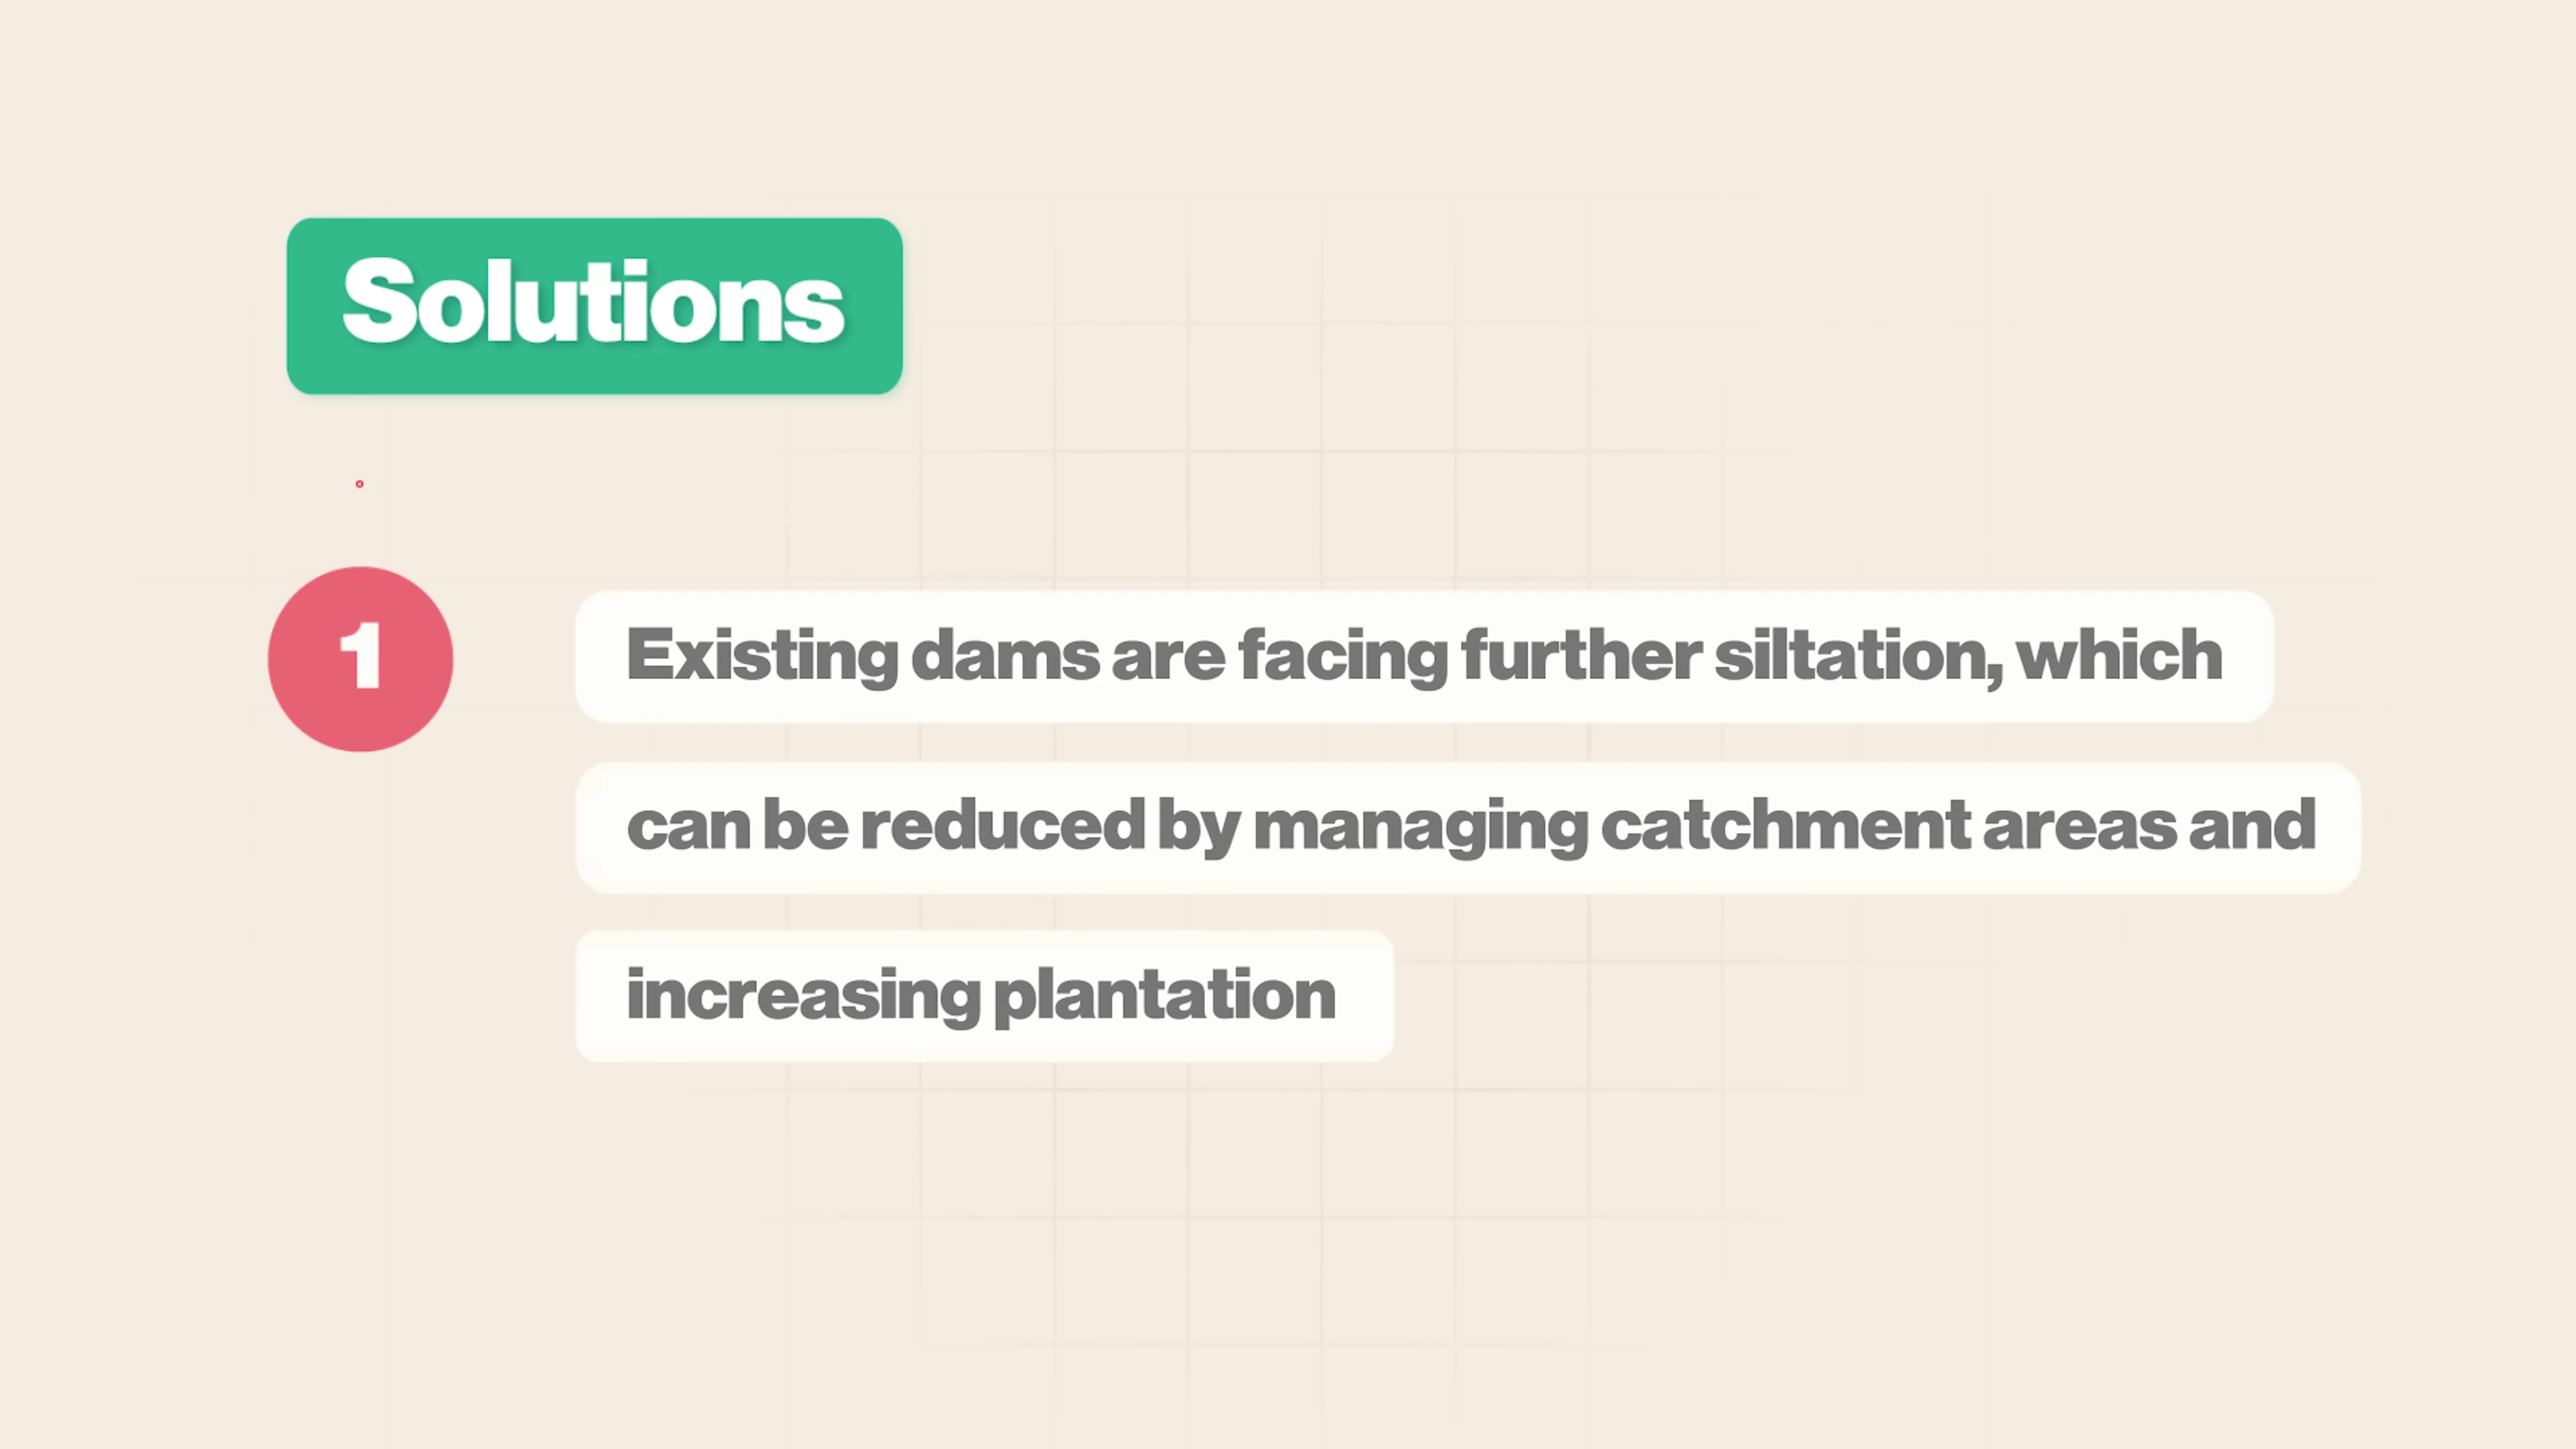 Solutions
1
Existing dams are facing further siltation, which
can be reduced by managing catchment areas and
increasing plantation